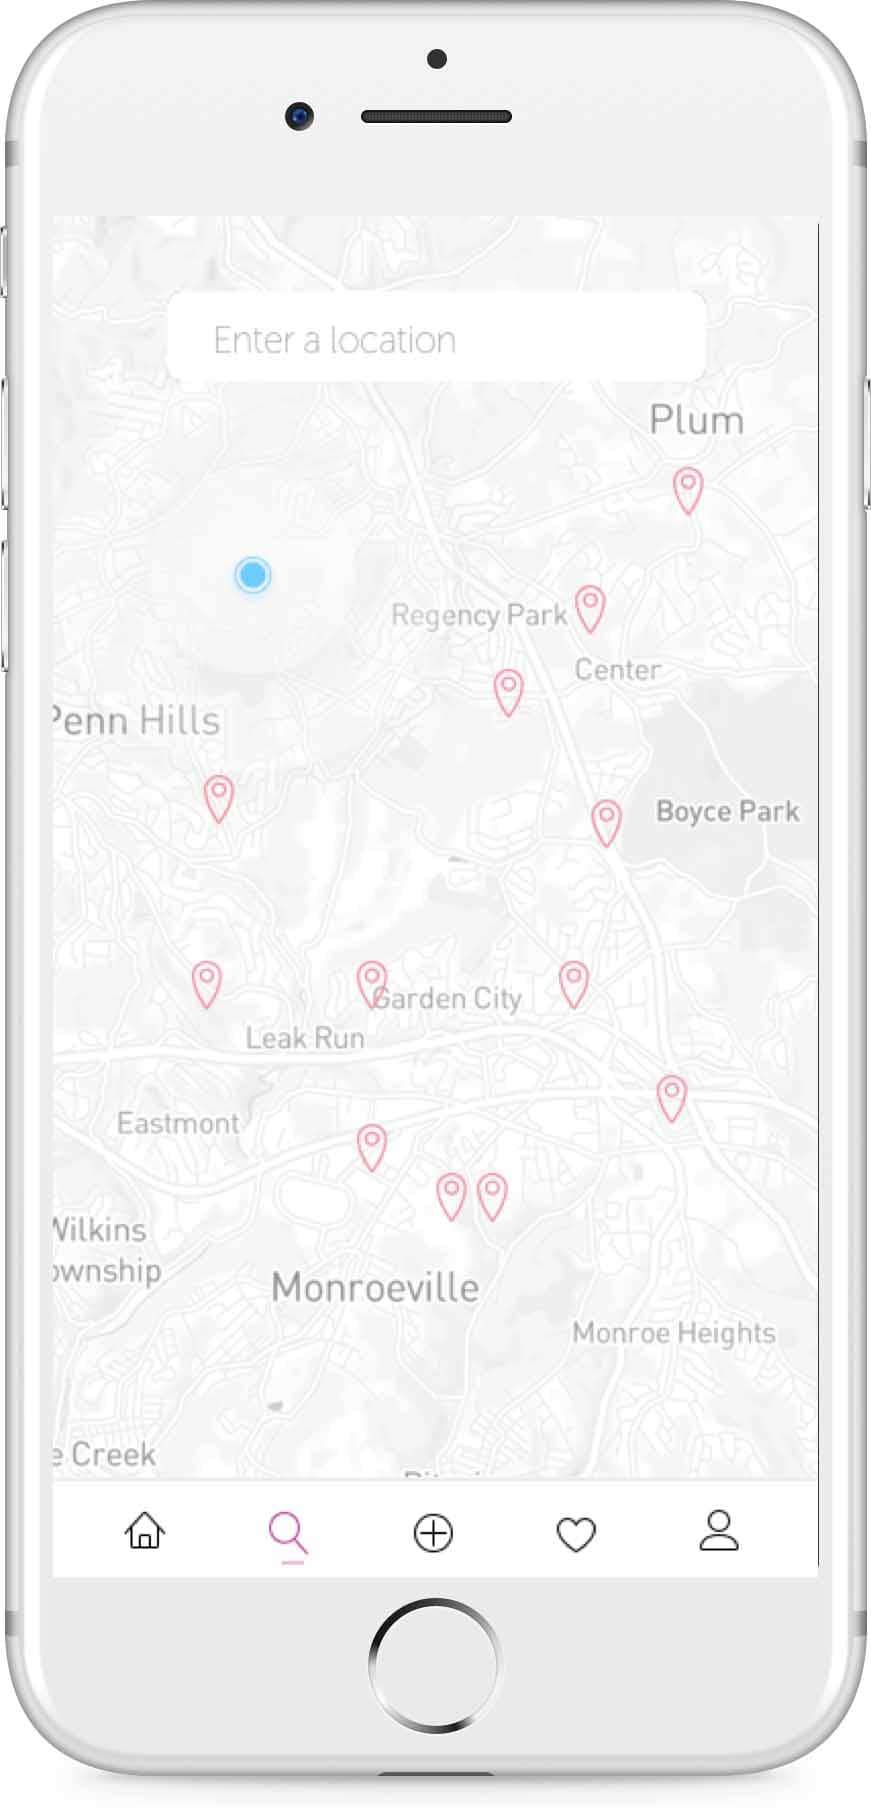 Enter a location
Plum
Regency Park
Center
Penn Hills
Boyce Park
Garden City
Leak Run
Eastmont
Wilkins
ownship
Monroeville
Monroe Heights
e Creek